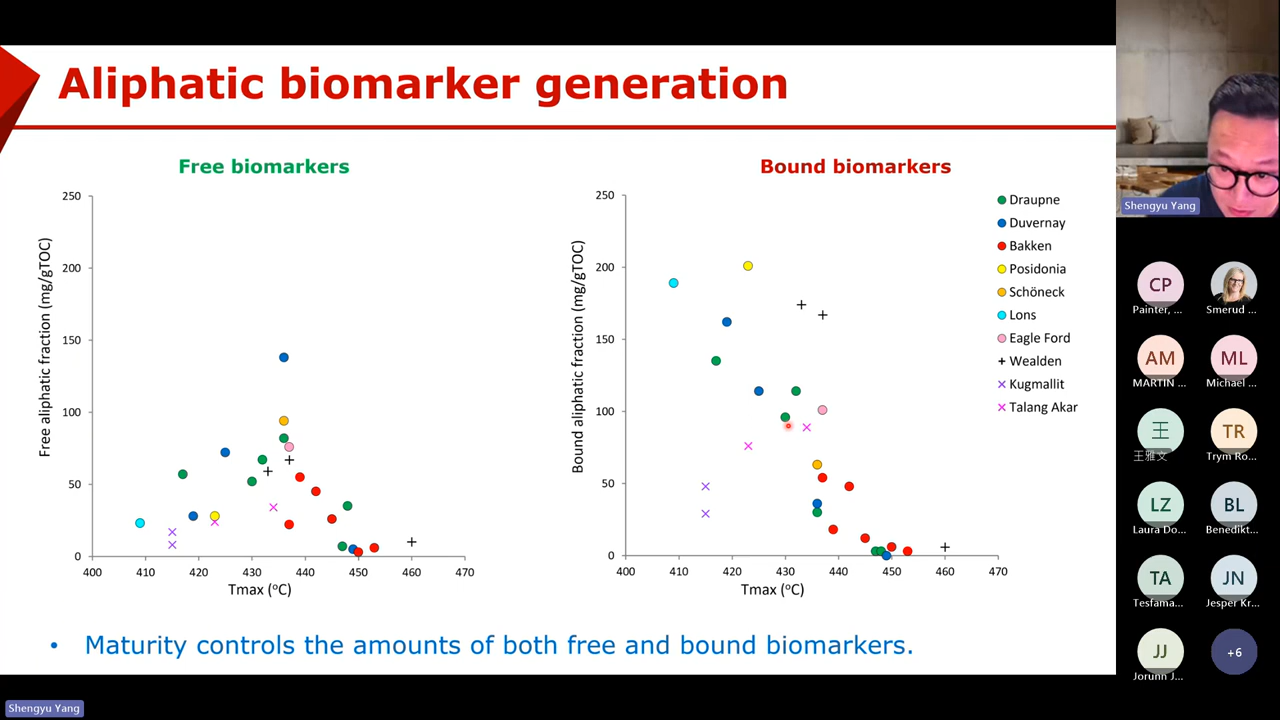 Aliphatic biomarker generation
Free biomarkers
Bound biomarkers
250
200
150
100
50
0
400
410
420
430
440
450
460
470
Free aliphatic fraction (mg/gTOC)
Tmax (°C)
250
200
150
100
50
0
400
410
420
430
440
450
460
470
Bound aliphatic fraction (mg/gTOC)
Tmax (°C)
Draupne
Duvernay
Bakken
Posidonia
Schöneck
Lons
Eagle Ford
Wealden
Kugmallit
Talang Akar
• Maturity controls the amounts of both free and bound biomarkers.
Shengyu Yang
Shengyu Yang
CP
Painter, ...
Smerud ...
AM
MARTIN ...
ML
Michael ...
王
王雅文
TR
Trym Ro...
LZ
Laura Do...
BL
Benedikt...
TA
Tesfama...
JN
Jesper Kr...
JJ
Jorunn J...
+6